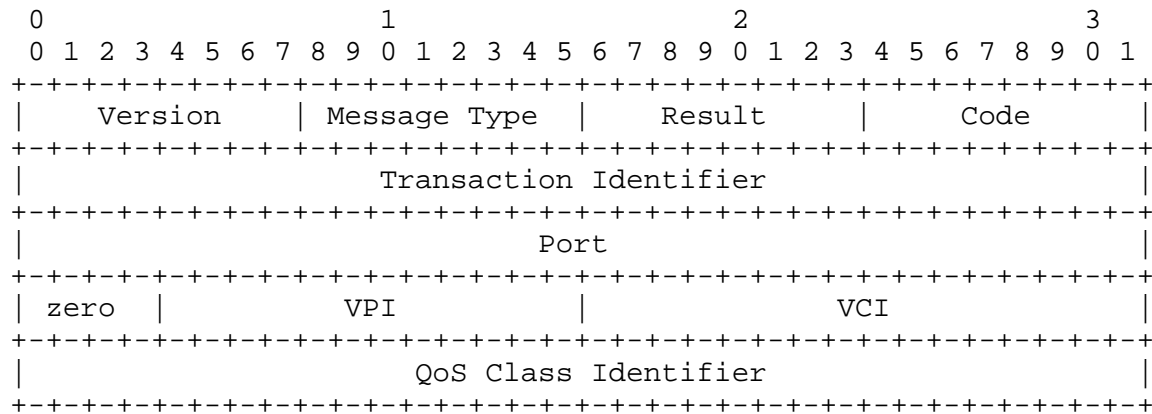 0                   1                   2                   3
 0 1 2 3 4 5 6 7 8 9 0 1 2 3 4 5 6 7 8 9 0 1 2 3 4 5 6 7 8 9 0 1
+-+-+-+-+-+-+-+-+-+-+-+-+-+-+-+-+-+-+-+-+-+-+-+-+-+-+-+-+-+-+-+-+
|    Version    | Message Type  |    Result     |     Code      |
+-+-+-+-+-+-+-+-+-+-+-+-+-+-+-+-+-+-+-+-+-+-+-+-+-+-+-+-+-+-+-+-+
|                    Transaction Identifier                     |
+-+-+-+-+-+-+-+-+-+-+-+-+-+-+-+-+-+-+-+-+-+-+-+-+-+-+-+-+-+-+-+-+
|                             Port                              |
+-+-+-+-+-+-+-+-+-+-+-+-+-+-+-+-+-+-+-+-+-+-+-+-+-+-+-+-+-+-+-+-+
| zero  |          VPI          |              VCI              |
+-+-+-+-+-+-+-+-+-+-+-+-+-+-+-+-+-+-+-+-+-+-+-+-+-+-+-+-+-+-+-+-+
|                      QoS Class Identifier                     |
+-+-+-+-+-+-+-+-+-+-+-+-+-+-+-+-+-+-+-+-+-+-+-+-+-+-+-+-+-+-+-+-+